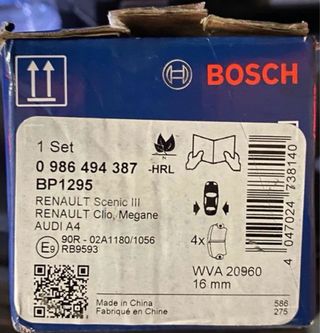 BOSCH
1 Set
0 986 494 387 -HRL
BP1295
N
RENAULT Scenic III
RENAULT Clio, Megane
AUDI A4
E9 90R - 02A1180/1056
RB9593
4x
WVA 20960
16 mm
4 047024 738140
Made in China
Fabriqué en Chine
586
275